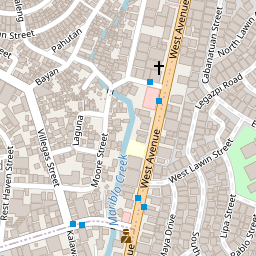 Pahutan
Bayan
Laguna
Villegas Street
Moore Street
Rest Haven Street
Mariblo Creek
West Avenue
West Avenue
Cabanatuan Street
North Lawin
Legazpi Road
West Lawin Street
Maya Drive
Lipa Street
Pablo Street